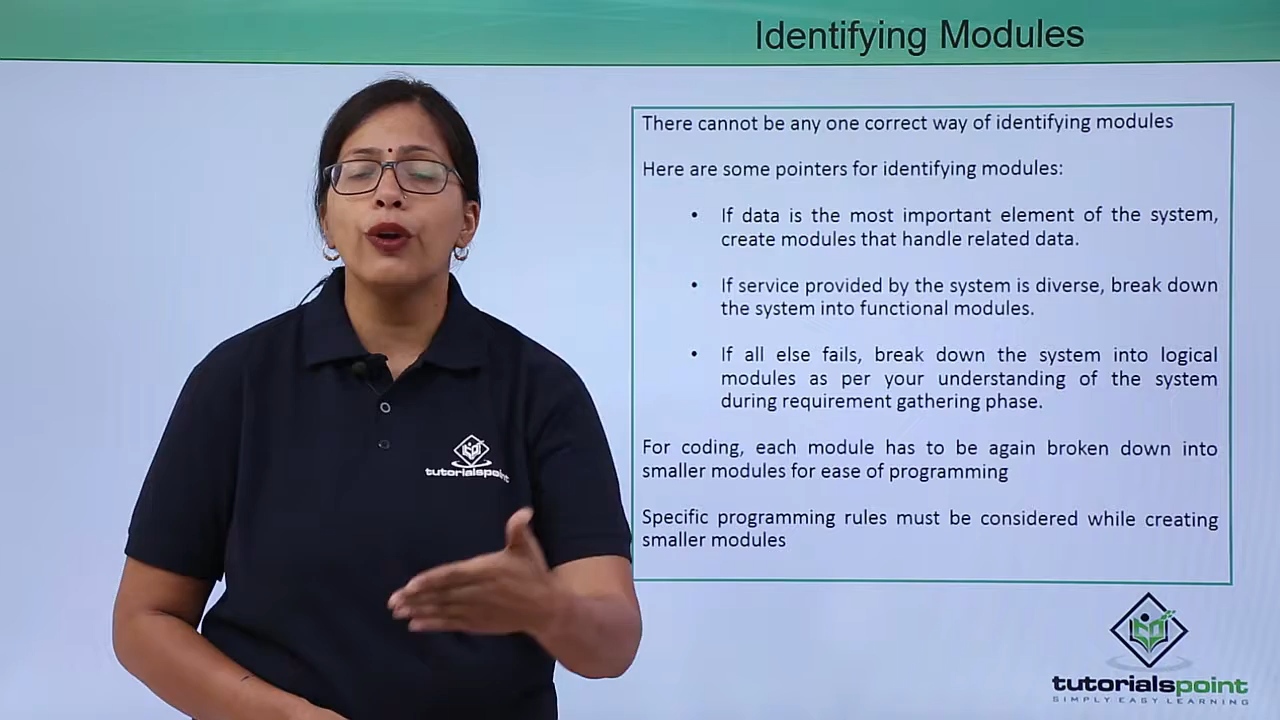 Identifying Modules
There cannot be any one correct way of identifying modules
Here are some pointers for identifying modules:
• If data is the most important element of the system,
create modules that handle related data.
• If service provided by the system is diverse, break down
the system into functional modules.
• If all else fails, break down the system into logical
modules as per your understanding of the system
during requirement gathering phase.
For coding, each module has to be again broken down into
smaller modules for ease of programming
Specific programming rules must be considered while creating
smaller modules
tutorialspoint
tutorialspoint
SIMPLY EASY LEARNING